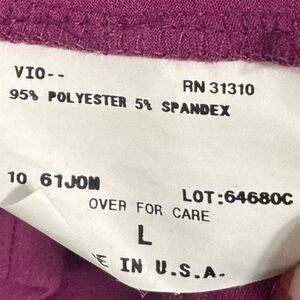 VIO-- RN 31310
95% POLYESTER 5% SPANDEX
10 61JOM LOT:64680C
OVER FOR CARE
L
E IN U.S.A-